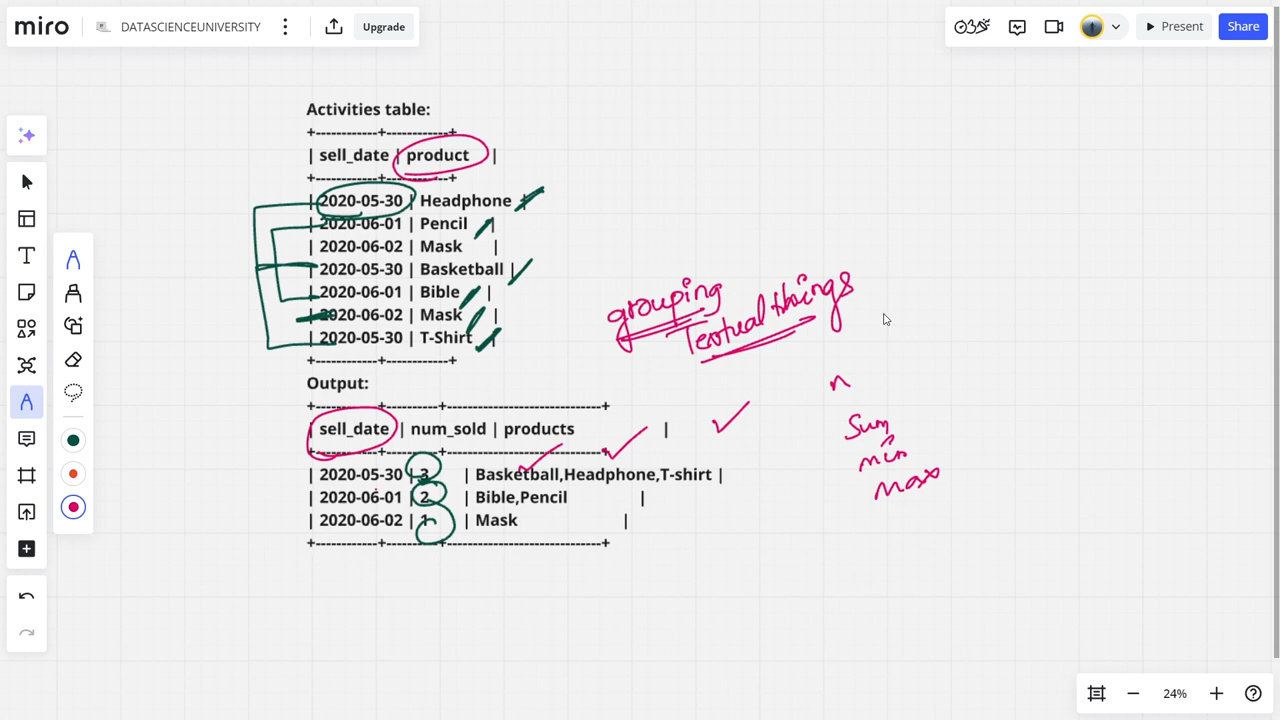 miro DATASCIENCEUNIVERSITY Upgrade Present Share
Activities table:
+------------+------------+
| sell_date | product |
+------------+------------+
| 2020-05-30 | Headphone |
| 2020-06-01 | Pencil |
| 2020-06-02 | Mask |
| 2020-05-30 | Basketball |
| 2020-06-01 | Bible |
| 2020-06-02 | Mask |
| 2020-05-30 | T-Shirt |
+------------+------------+
grouping
Textual things
Output:
+------------+----------+------------------------------+
| sell_date | num_sold | products |
+------------+----------+------------------------------+
| 2020-05-30 | 3 | Basketball,Headphone,T-shirt |
| 2020-06-01 | 2 | Bible,Pencil |
| 2020-06-02 | 1 | Mask |
+------------+----------+------------------------------+
n
Sum
min
max
24%